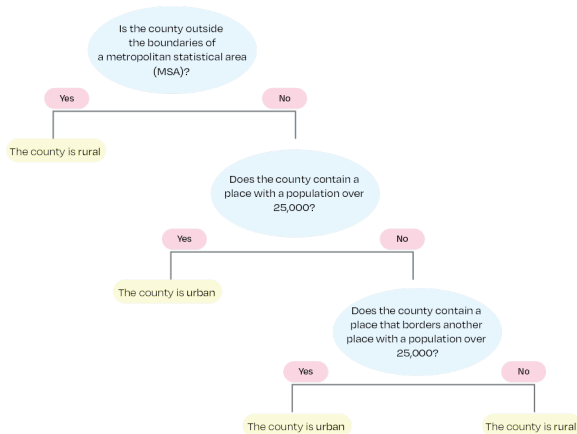 Is the county outside
the boundaries of
a metropolitan statistical area
(MSA)?
Yes
No
The county is rural
Does the county contain a
place with a population over
25,000?
Yes
No
The county is urban
Does the county contain a
place that borders another
place with a population over
25,000?
Yes
No
The county is urban
The county is rural